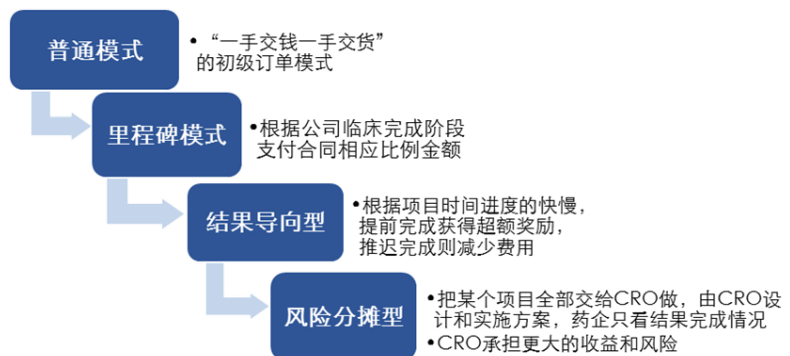 普通模式
•“一手交钱一手交货”
的初级订单模式
里程碑模式
•根据公司临床完成阶段
支付合同相应比例金额
结果导向型
•根据项目时间进度的快慢，
提前完成获得超额奖励，
推迟完成则减少费用
风险分摊型
•把某个项目全部交给CRO做，由CRO设
计和实施方案，药企只看结果完成情况
•CRO承担更大的收益和风险